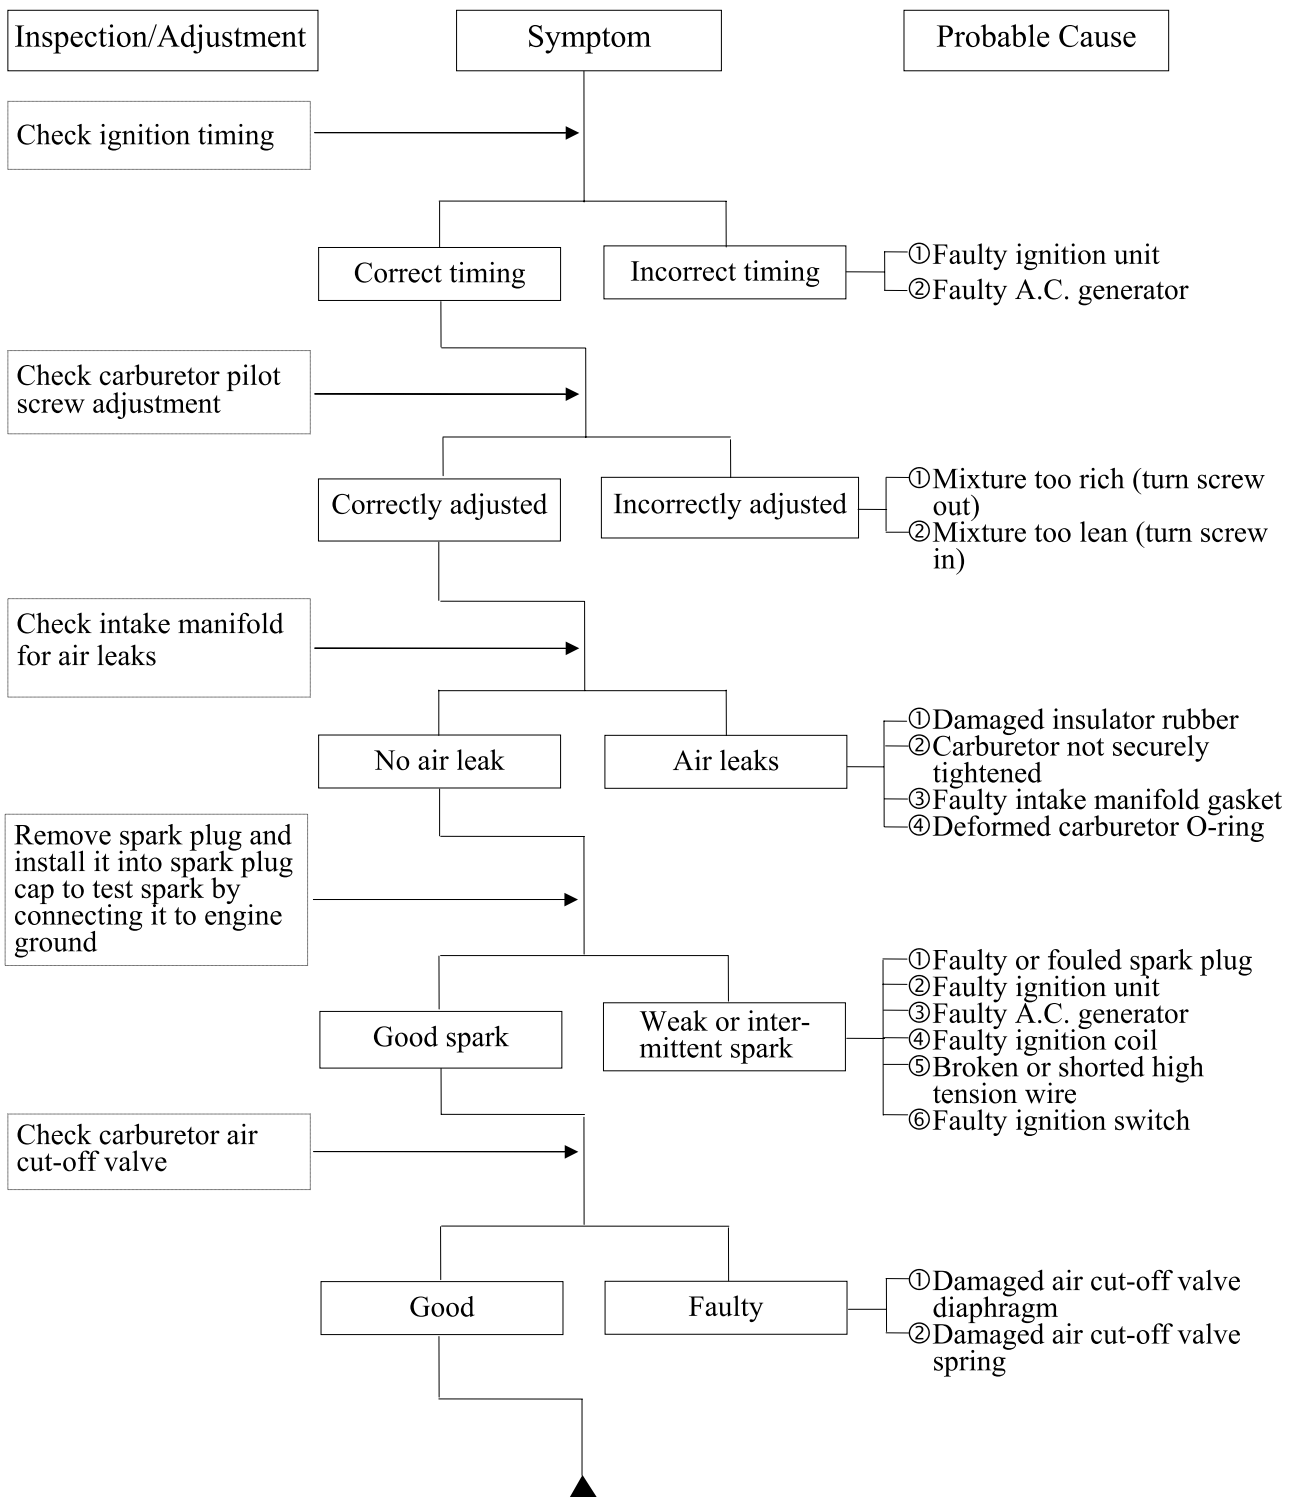 Inspection/Adjustment
Symptom
Probable Cause
Check ignition timing
Correct timing
Incorrect timing
①Faulty ignition unit
②Faulty A.C. generator
Check carburetor pilot
screw adjustment
Correctly adjusted
Incorrectly adjusted
①Mixture too rich (turn screw
out)
②Mixture too lean (turn screw
in)
Check intake manifold
for air leaks
No air leak
Air leaks
①Damaged insulator rubber
②Carburetor not securely
tightened
③Faulty intake manifold gasket
④Deformed carburetor O-ring
Remove spark plug and
install it into spark plug
cap to test spark by
connecting it to engine
ground
Good spark
Weak or inter-
mittent spark
①Faulty or fouled spark plug
②Faulty ignition unit
③Faulty A.C. generator
④Faulty ignition coil
⑤Broken or shorted high
tension wire
⑥Faulty ignition switch
Check carburetor air
cut-off valve
Good
Faulty
①Damaged air cut-off valve
diaphragm
②Damaged air cut-off valve
spring